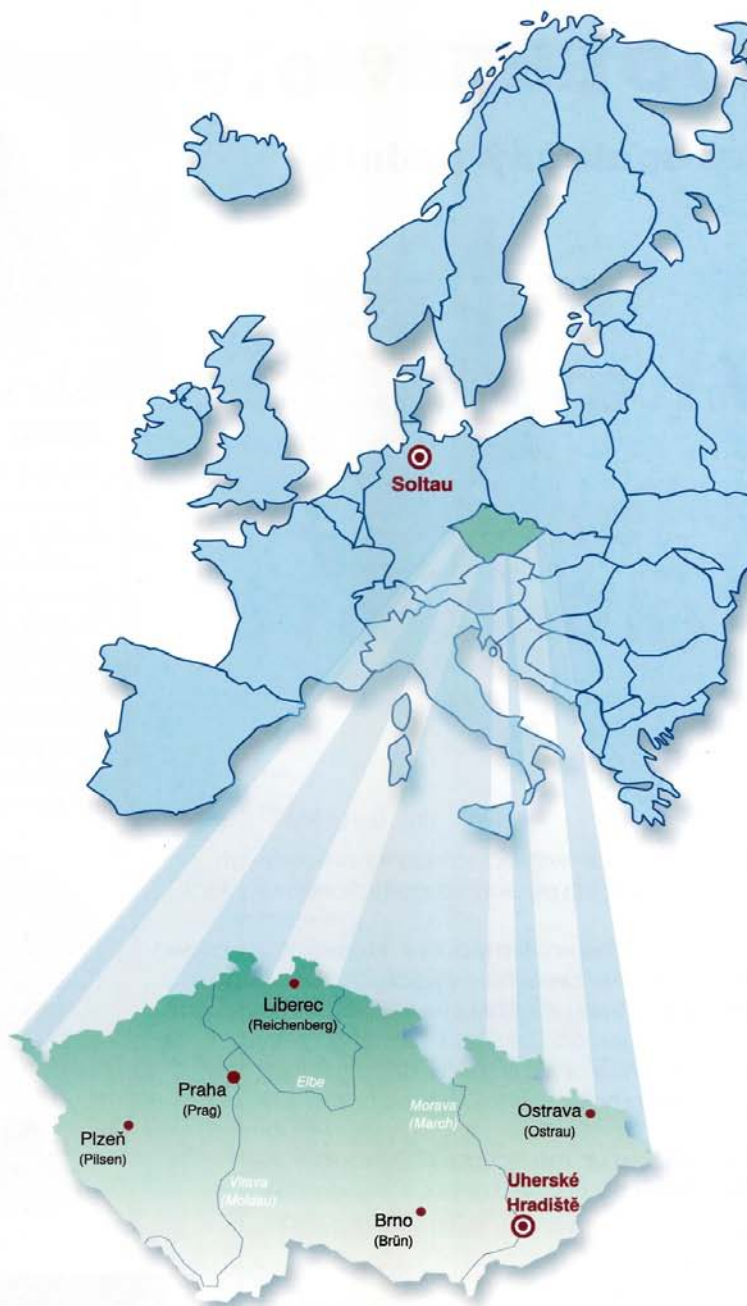 Soltau
Liberec
(Reichenberg)
Elbe
Praha
(Prag)
Morava
(March)
Ostrava
(Ostrau)
Plzeň
(Pilsen)
Vltava
(Moldau)
Uherské
Hradiště
Brno
(Brün)